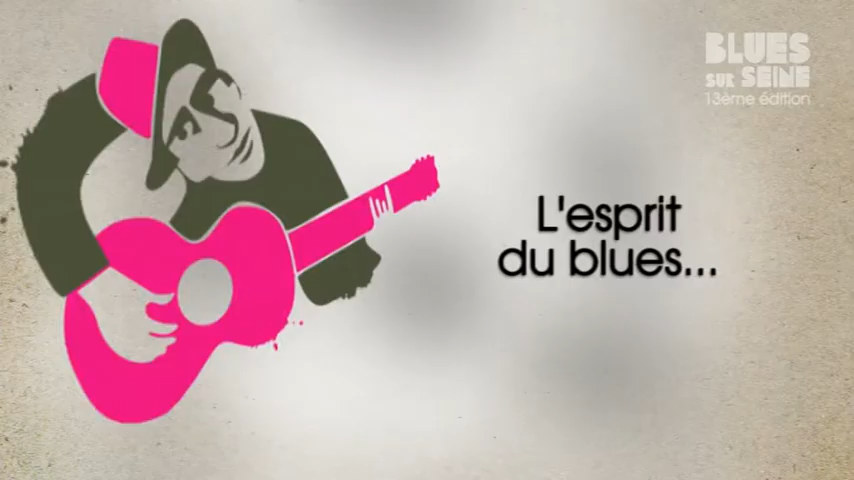 BLUES
SUR SEINE
13ème édition
L'esprit
du blues...